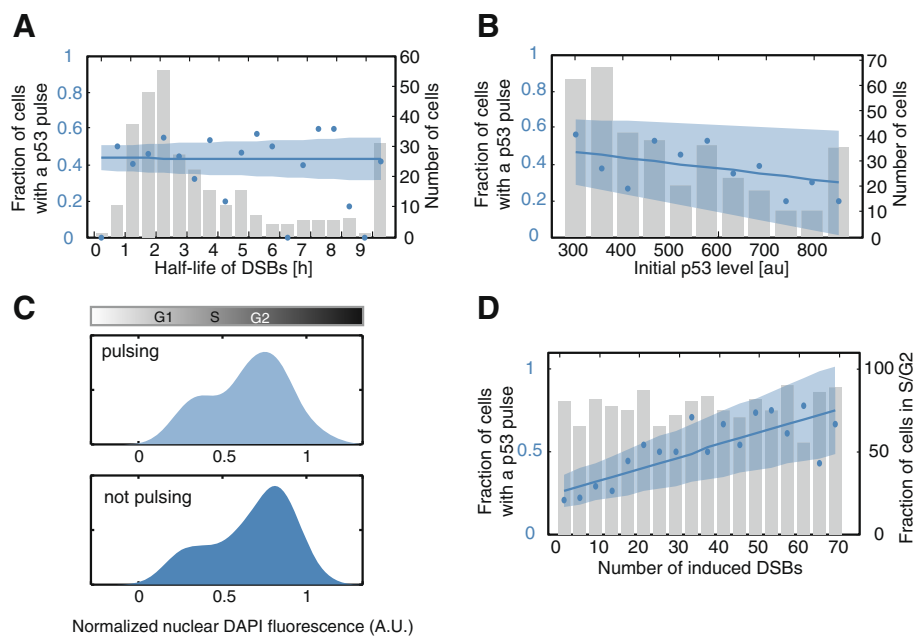 A
Fraction of cells
with a p53 pulse
1
0.8
0.6
0.4
0.2
0
60
50
40
30
20
10
0
Number of cells
0 1 2 3 4 5 6 7 8 9
Half-life of DSBs [h]
B
Fraction of cells
with a p53 pulse
1
0.8
0.6
0.4
0.2
0
70
60
50
40
30
20
10
0
Number of cells
300 400 500 600 700 800
Initial p53 level [au]
C
G1 S G2
pulsing
0 0.5 1
not pulsing
0 0.5 1
Normalized nuclear DAPI fluorescence (A.U.)
D
Fraction of cells
with a p53 pulse
1
0.5
0
100
50
0
Fraction of cells in S/G2
0 10 20 30 40 50 60 70
Number of induced DSBs